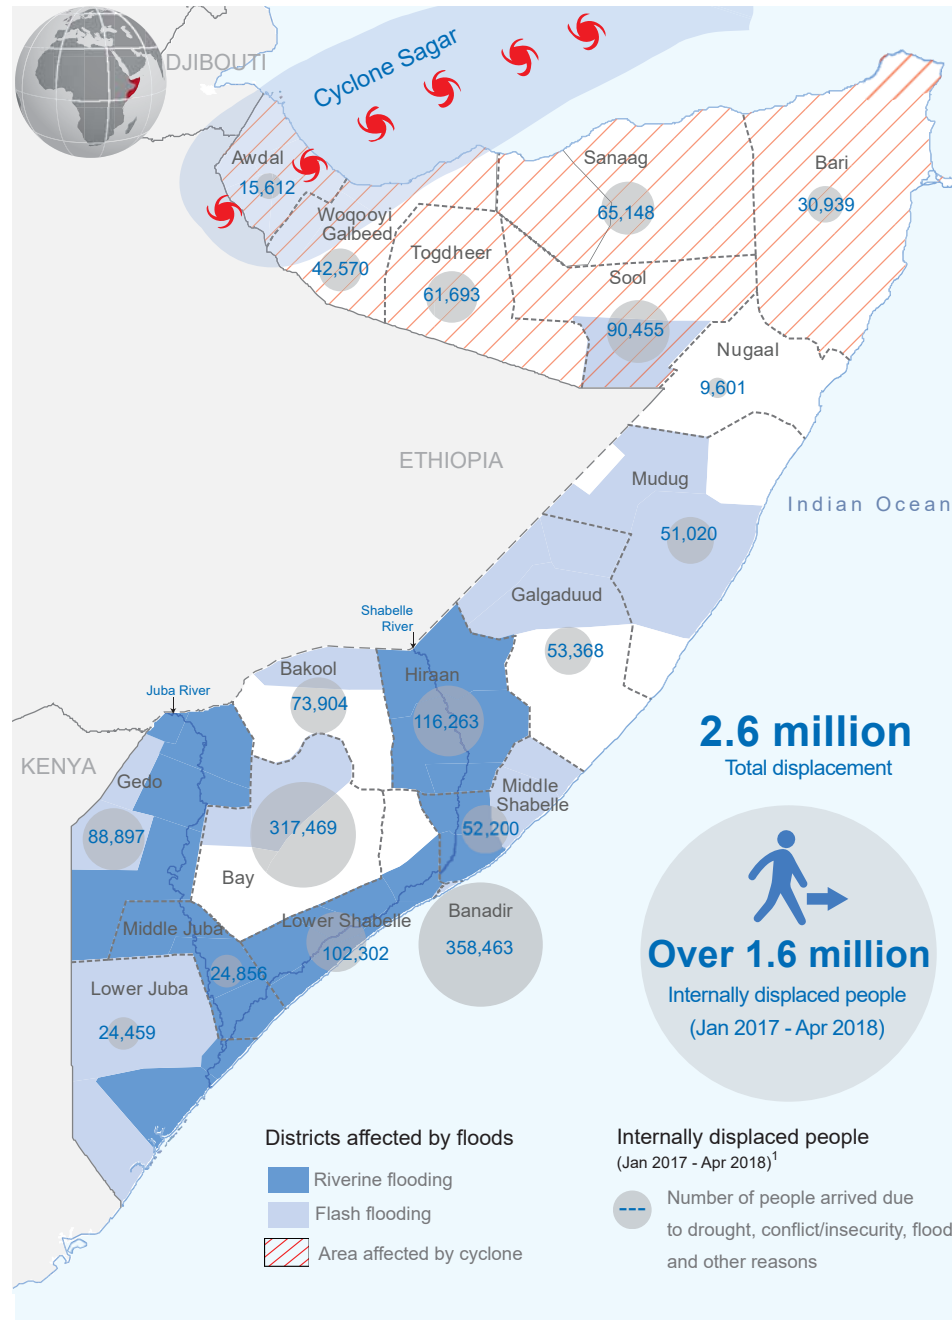 DJIBOUTI
Cyclone Sagar
Awdal
15,612
Woqooyi
Galbeed
42,570
Togdheer
61,693
Sanaag
65,148
Bari
30,939
Sool
90,455
Nugaal
9,601
ETHIOPIA
Mudug
51,020
Indian Ocean
Galgaduud
53,368
Shabelle
River
Hiraan
116,263
Bakool
73,904
Juba River
KENYA
Gedo
88,897
317,469
Bay
Middle
Shabelle
52,200
Middle Juba
24,856
Lower Shabelle
102,302
Banadir
358,463
Lower Juba
24,459
2.6 million
Total displacement
Over 1.6 million
Internally displaced people
(Jan 2017 - Apr 2018)
Districts affected by floods
Riverine flooding
Flash flooding
Area affected by cyclone
Internally displaced people
(Jan 2017 - Apr 2018)¹
Number of people arrived due
to drought, conflict/insecurity, flood
and other reasons